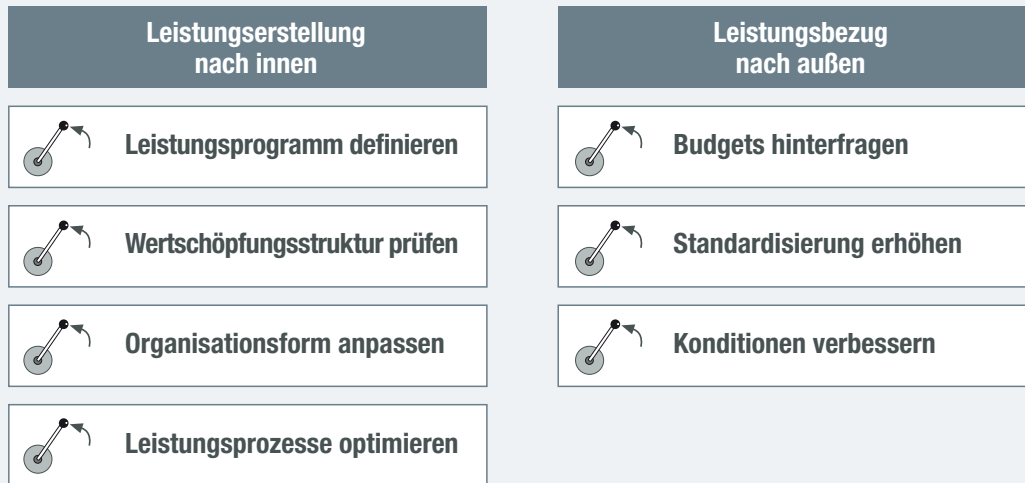 Leistungserstellung
nach innen
Leistungsprogramm definieren
Wertschöpfungsstruktur prüfen
Organisationsform anpassen
Leistungsprozesse optimieren
Leistungsbezug
nach außen
Budgets hinterfragen
Standardisierung erhöhen
Konditionen verbessern